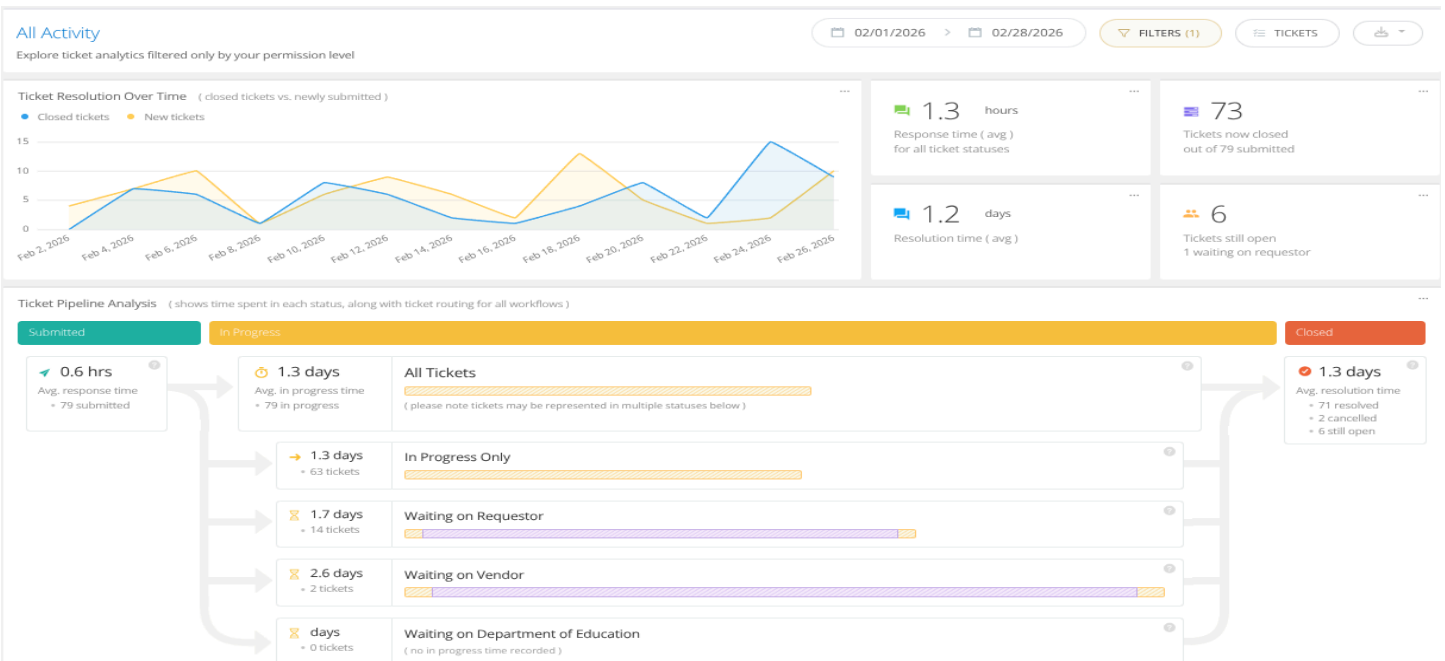 All Activity
Explore ticket analytics filtered only by your permission level
02/01/2026 > 02/28/2026
FILTERS (1)
TICKETS
Ticket Resolution Over Time ( closed tickets vs. newly submitted )
Closed tickets
New tickets
15
10
5
0
Feb 2, 2026
Feb 4, 2026
Feb 6, 2026
Feb 8, 2026
Feb 10, 2026
Feb 12, 2026
Feb 14, 2026
Feb 16, 2026
Feb 18, 2026
Feb 20, 2026
Feb 22, 2026
Feb 24, 2026
Feb 26, 2026
1.3 hours
Response time ( avg )
for all ticket statuses
73
Tickets now closed
out of 79 submitted
1.2 days
Resolution time ( avg )
6
Tickets still open
1 waiting on requestor
Ticket Pipeline Analysis ( shows time spent in each status, along with ticket routing for all workflows )
Submitted
In Progress
Closed
0.6 hrs
Avg. response time
79 submitted
1.3 days
Avg. in progress time
79 in progress
All Tickets
( please note tickets may be represented in multiple statuses below )
1.3 days
Avg. resolution time
71 resolved
2 cancelled
6 still open
1.3 days
63 tickets
In Progress Only
1.7 days
14 tickets
Waiting on Requestor
2.6 days
2 tickets
Waiting on Vendor
days
0 tickets
Waiting on Department of Education
( no in progress time recorded )